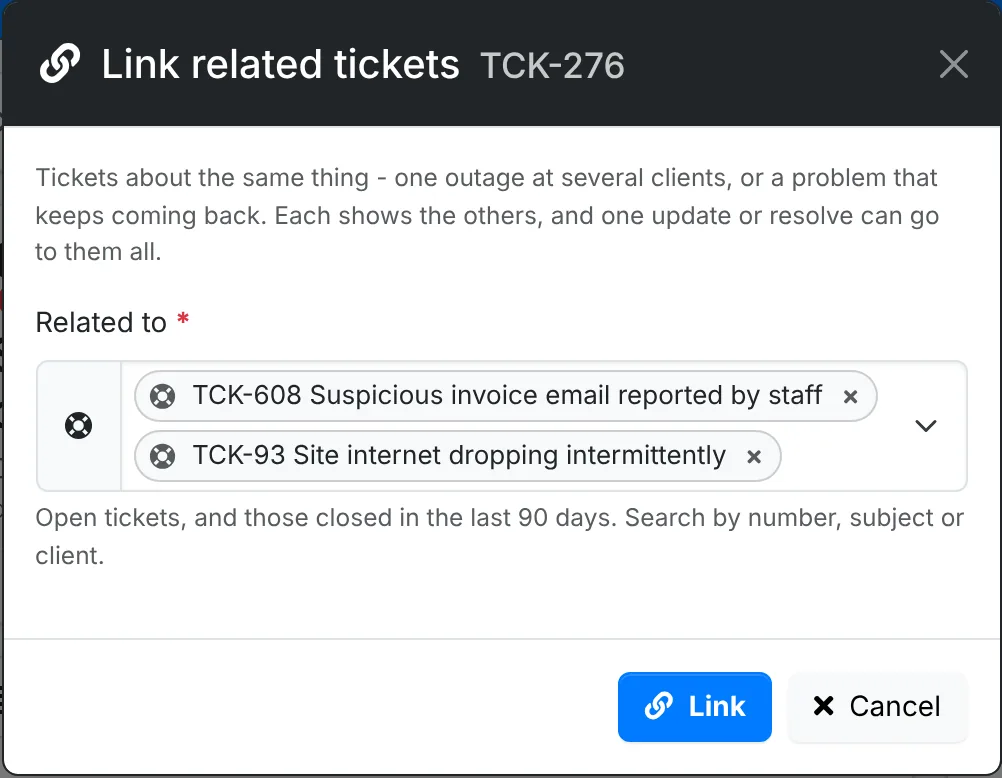 Link related tickets TCK-276
Tickets about the same thing - one outage at several clients, or a problem that
keeps coming back. Each shows the others, and one update or resolve can go
to them all.
Related to *
TCK-608 Suspicious invoice email reported by staff ×
TCK-93 Site internet dropping intermittently ×
Open tickets, and those closed in the last 90 days. Search by number, subject or
client.
Link
Cancel